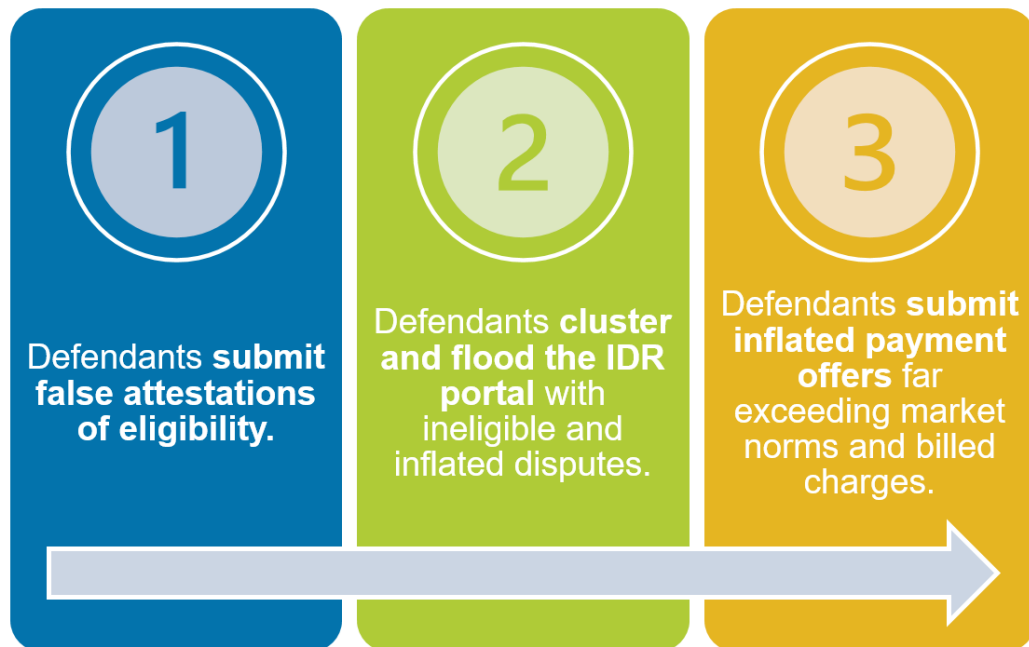 1
Defendants submit
false attestations
of eligibility.
2
Defendants cluster
and flood the IDR
portal with
ineligible and
inflated disputes.
3
Defendants submit
inflated payment
offers far
exceeding market
norms and billed
charges.